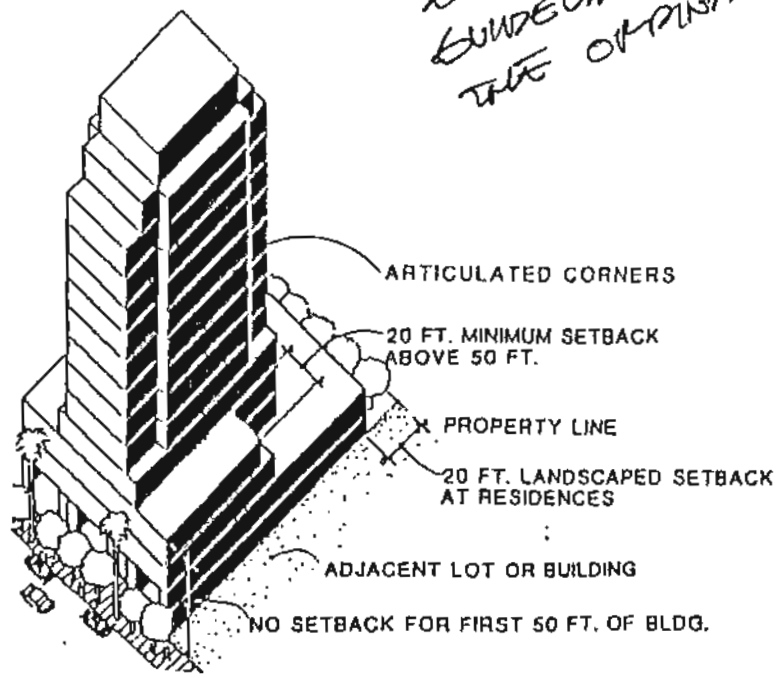 THE
ARTICULATED CORNERS
20 FT. MINIMUM SETBACK
ABOVE 50 FT.
PROPERTY LINE
20 FT. LANDSCAPED SETBACK
AT RESIDENCES
ADJACENT LOT OR BUILDING
NO SETBACK FOR FIRST 50 FT. OF BLDG.